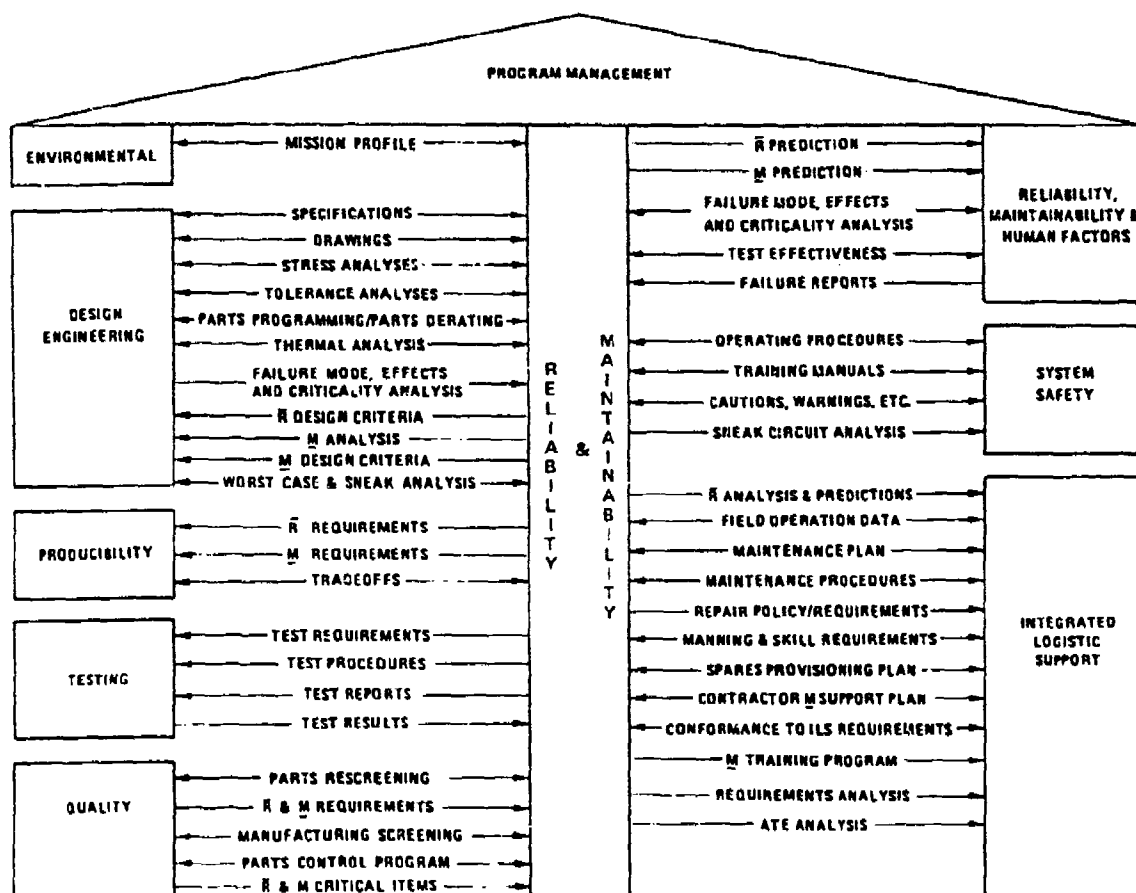 PROGRAM MANAGEMENT
ENVIRONMENTAL
MISSION PROFILE
DESIGN
ENGINEERING
SPECIFICATIONS
DRAWINGS
STRESS ANALYSES
TOLERANCE ANALYSES
PARTS PROGRAMMING/PARTS DERATING
THERMAL ANALYSIS
FAILURE MODE, EFFECTS
AND CRITICALITY ANALYSIS
R̅ DESIGN CRITERIA
M̲ ANALYSIS
M̲ DESIGN CRITERIA
WORST CASE & SNEAK ANALYSIS
PRODUCIBILITY
R̅ REQUIREMENTS
M̲ REQUIREMENTS
TRADEOFFS
TESTING
TEST REQUIREMENTS
TEST PROCEDURES
TEST REPORTS
TEST RESULTS
QUALITY
PARTS RESCREENING
R̅ & M̲ REQUIREMENTS
MANUFACTURING SCREENING
PARTS CONTROL PROGRAM
R̅ & M̲ CRITICAL ITEMS
RELIABILITY
&
MAINTAINABILITY
R̅ PREDICTION
M̲ PREDICTION
FAILURE MODE, EFFECTS
AND CRITICALITY ANALYSIS
TEST EFFECTIVENESS
FAILURE REPORTS
RELIABILITY,
MAINTAINABILITY &
HUMAN FACTORS
OPERATING PROCEDURES
TRAINING MANUALS
CAUTIONS, WARNINGS, ETC.
SNEAK CIRCUIT ANALYSIS
SYSTEM
SAFETY
R̅ ANALYSIS & PREDICTIONS
FIELD OPERATION DATA
MAINTENANCE PLAN
MAINTENANCE PROCEDURES
REPAIR POLICY/REQUIREMENTS
MANNING & SKILL REQUIREMENTS
SPARES PROVISIONING PLAN
CONTRACTOR M̲ SUPPORT PLAN
CONFORMANCE TO ILS REQUIREMENTS
M̲ TRAINING PROGRAM
REQUIREMENTS ANALYSIS
ATE ANALYSIS
INTEGRATED
LOGISTIC
SUPPORT